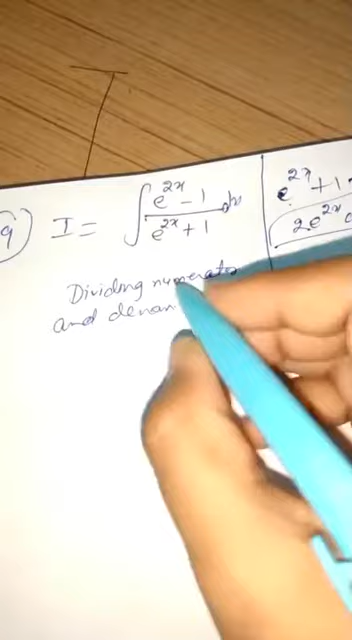 9) I = ∫ (e^{2x} - 1)/(e^{2x} + 1) dx
e^{2x} + 1
2e^{2x}
Dividing numerato
and denom